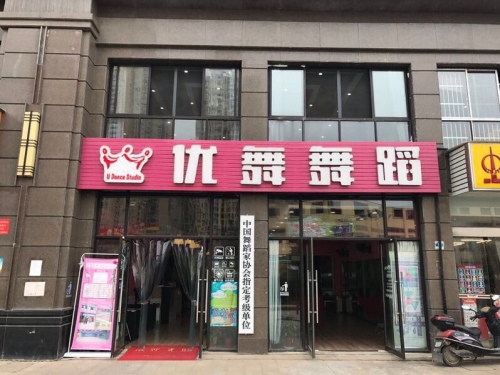 优舞舞蹈
U Dance Studio
中国舞蹈家协会指定考级单位